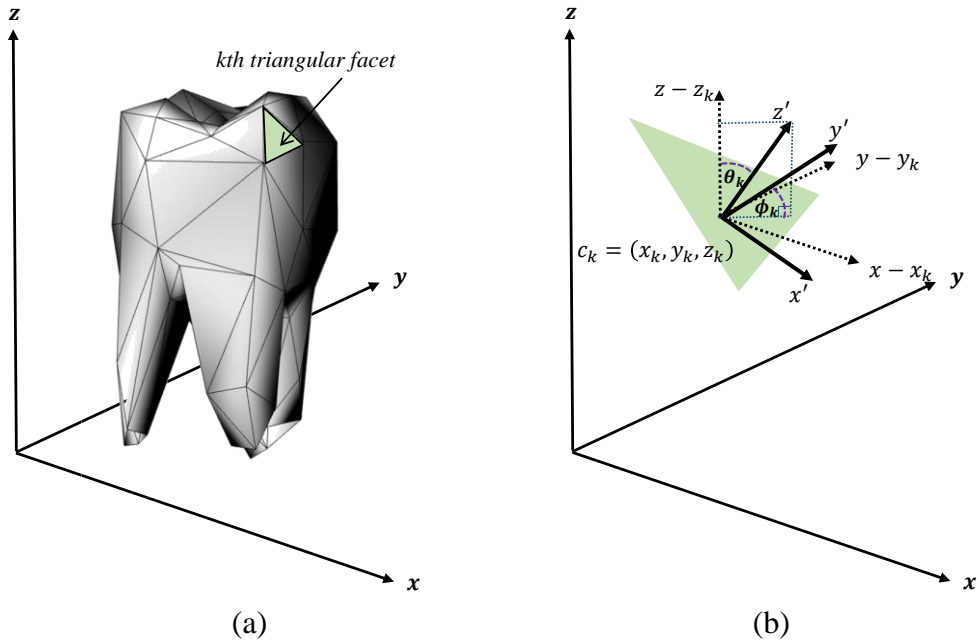 z
kth triangular facet
y
x
(a)
z
z − z_k
z′
y′
y − y_k
θ_k
ϕ_k
c_k = (x_k, y_k, z_k)
x − x_k
x′
y
x
(b)